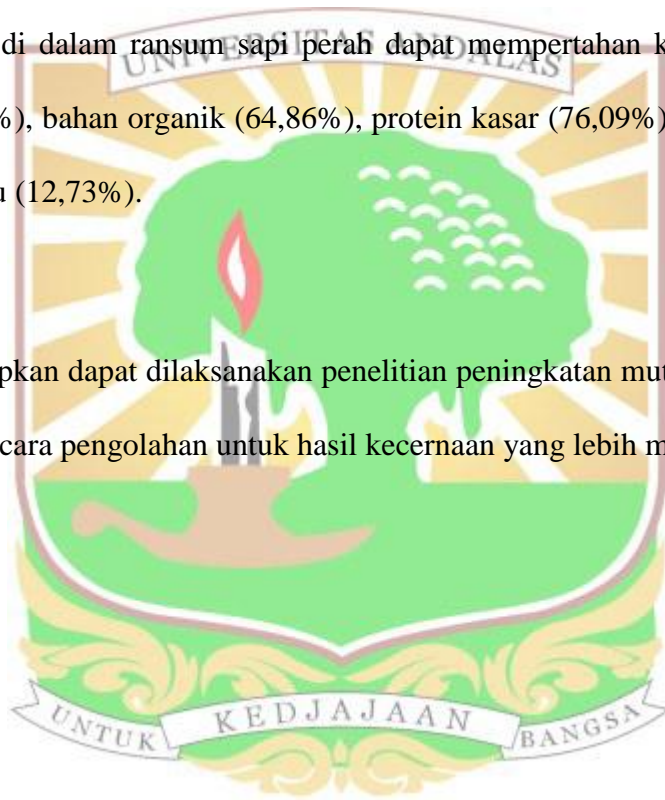 di dalam ransum sapi perah dapat mempertahan k
UNIVERSITAS ANDALAS
%), bahan organik (64,86%), protein kasar (76,09%)
u (12,73%).
pkan dapat dilaksanakan penelitian peningkatan mut
cara pengolahan untuk hasil kecernaan yang lebih m
UNTUK KEDJAJAAN BANGSA